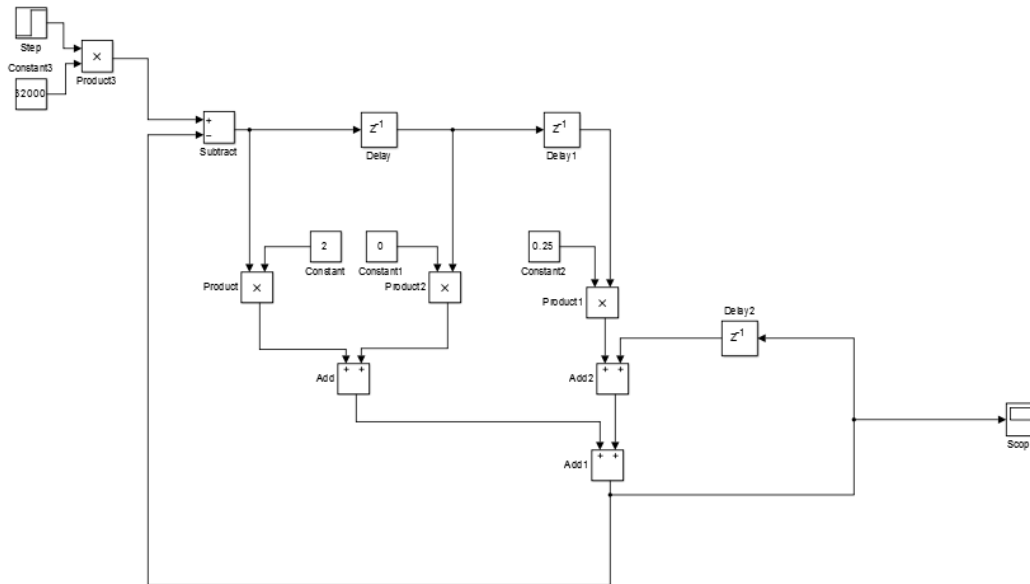 Step
Constant3
32000
×
Product3
+
−
Subtract
z-1
Delay
z-1
Delay1
2
Constant
0
Constant1
0.25
Constant2
Product
×
Product2
×
Product1
×
Delay2
z-1
Add
+ +
Add2
+ +
Add1
+ +
Scop